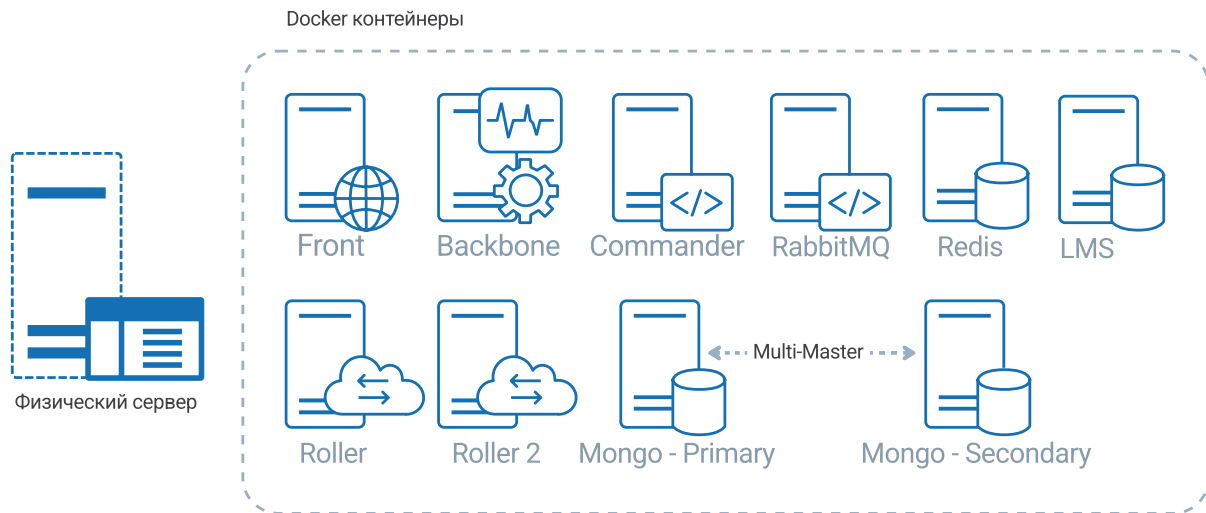 Docker контейнеры
Front
Backbone
Commander
RabbitMQ
Redis
LMS
Физический сервер
Multi-Master
Roller
Roller 2
Mongo - Primary
Mongo - Secondary